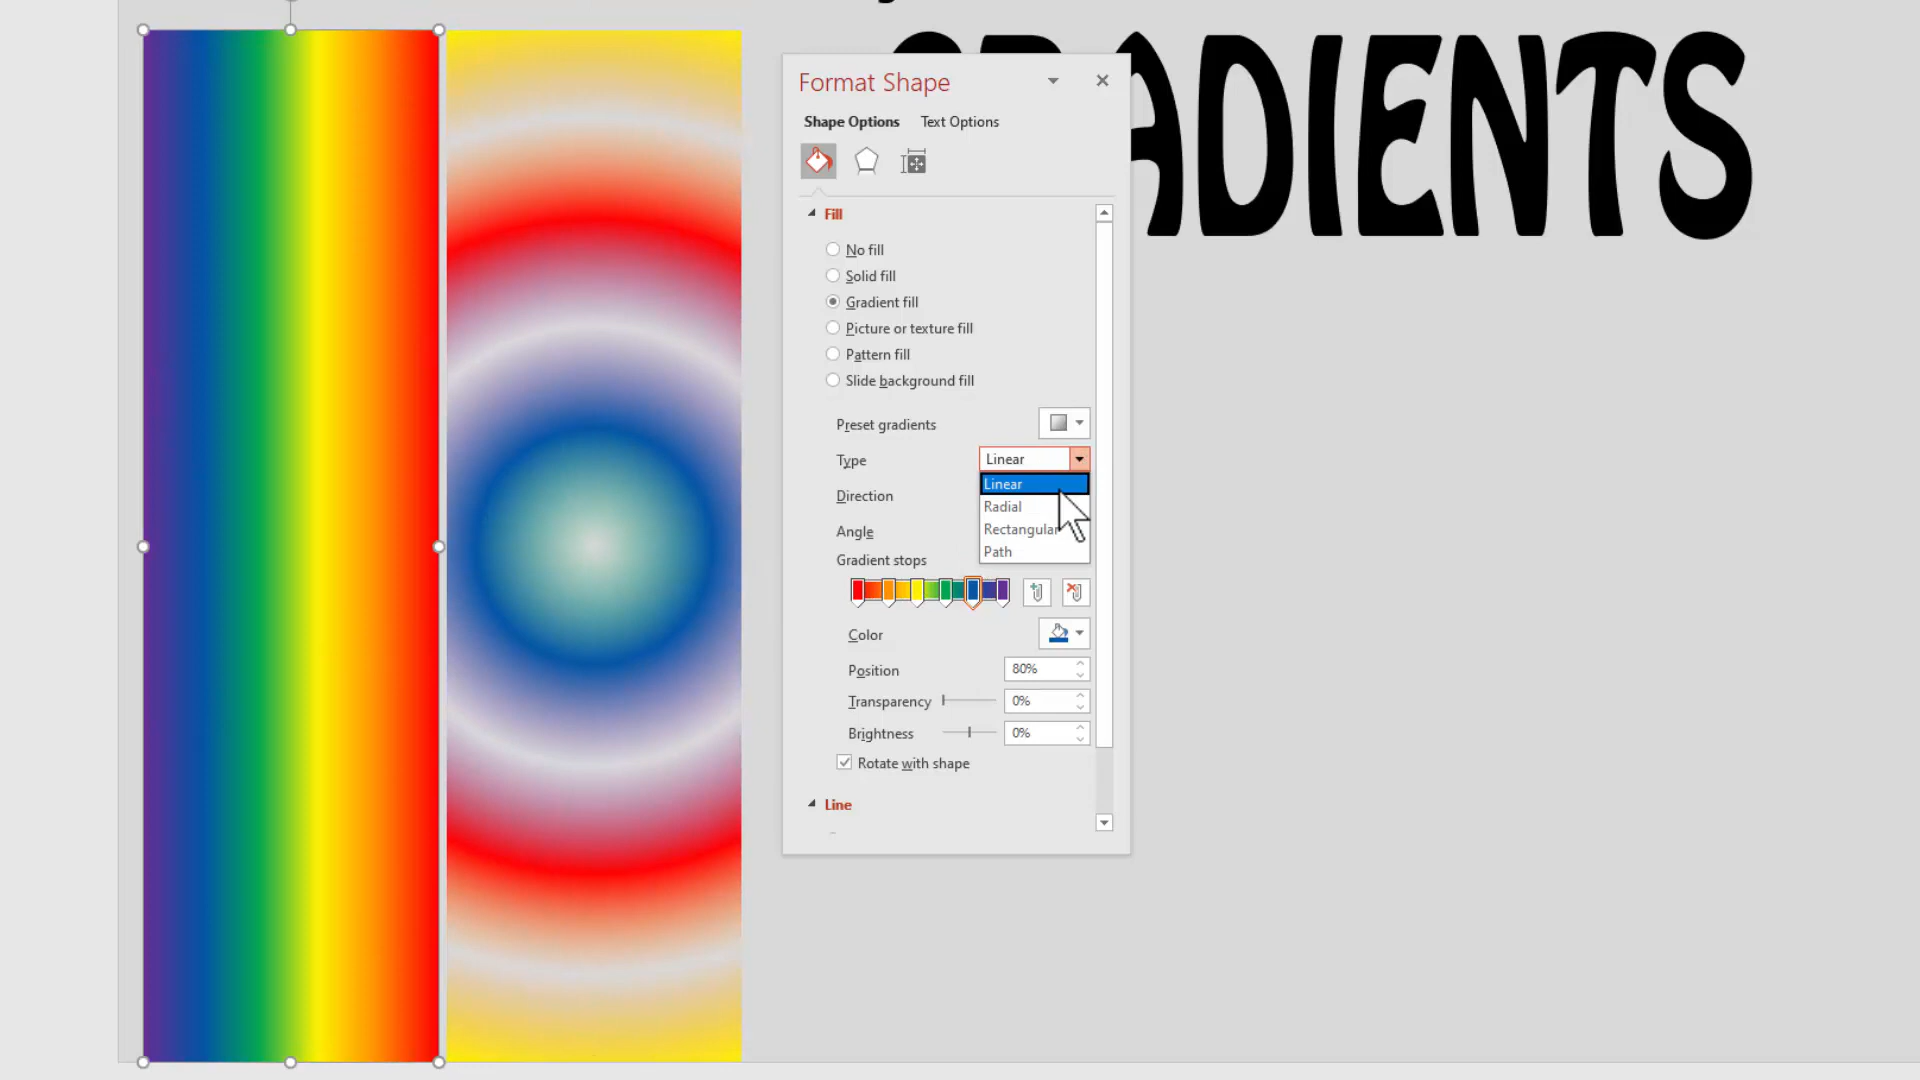 GRADIENTS
Format Shape
Shape Options Text Options
Fill
No fill
Solid fill
Gradient fill
Picture or texture fill
Pattern fill
Slide background fill
Preset gradients
Type Linear
Linear
Direction
Radial
Angle
Rectangular
Path
Gradient stops
Color
Position 80%
Transparency 0%
Brightness 0%
Rotate with shape
Line